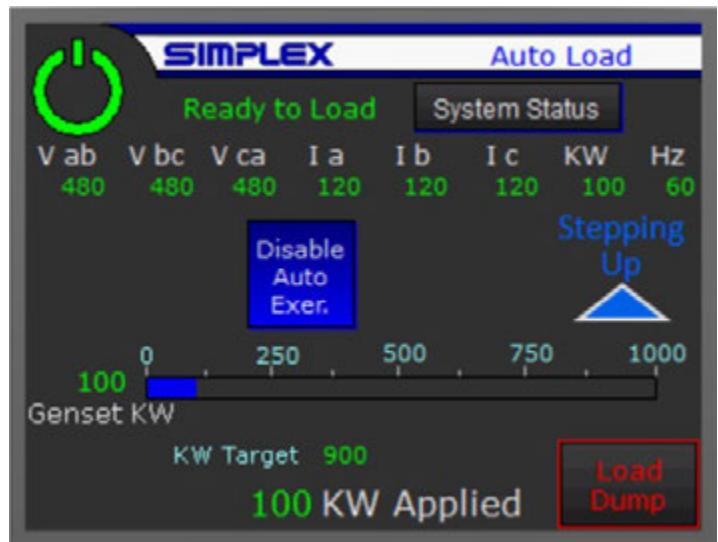 SIMPLEX Auto Load
Ready to Load System Status
V ab V bc V ca I a I b I c KW Hz
480 480 480 120 120 120 100 60
Stepping
Up
Disable
Auto
Exer.
0 250 500 750 1000
100
Genset KW
KW Target 900
100 KW Applied
Load
Dump